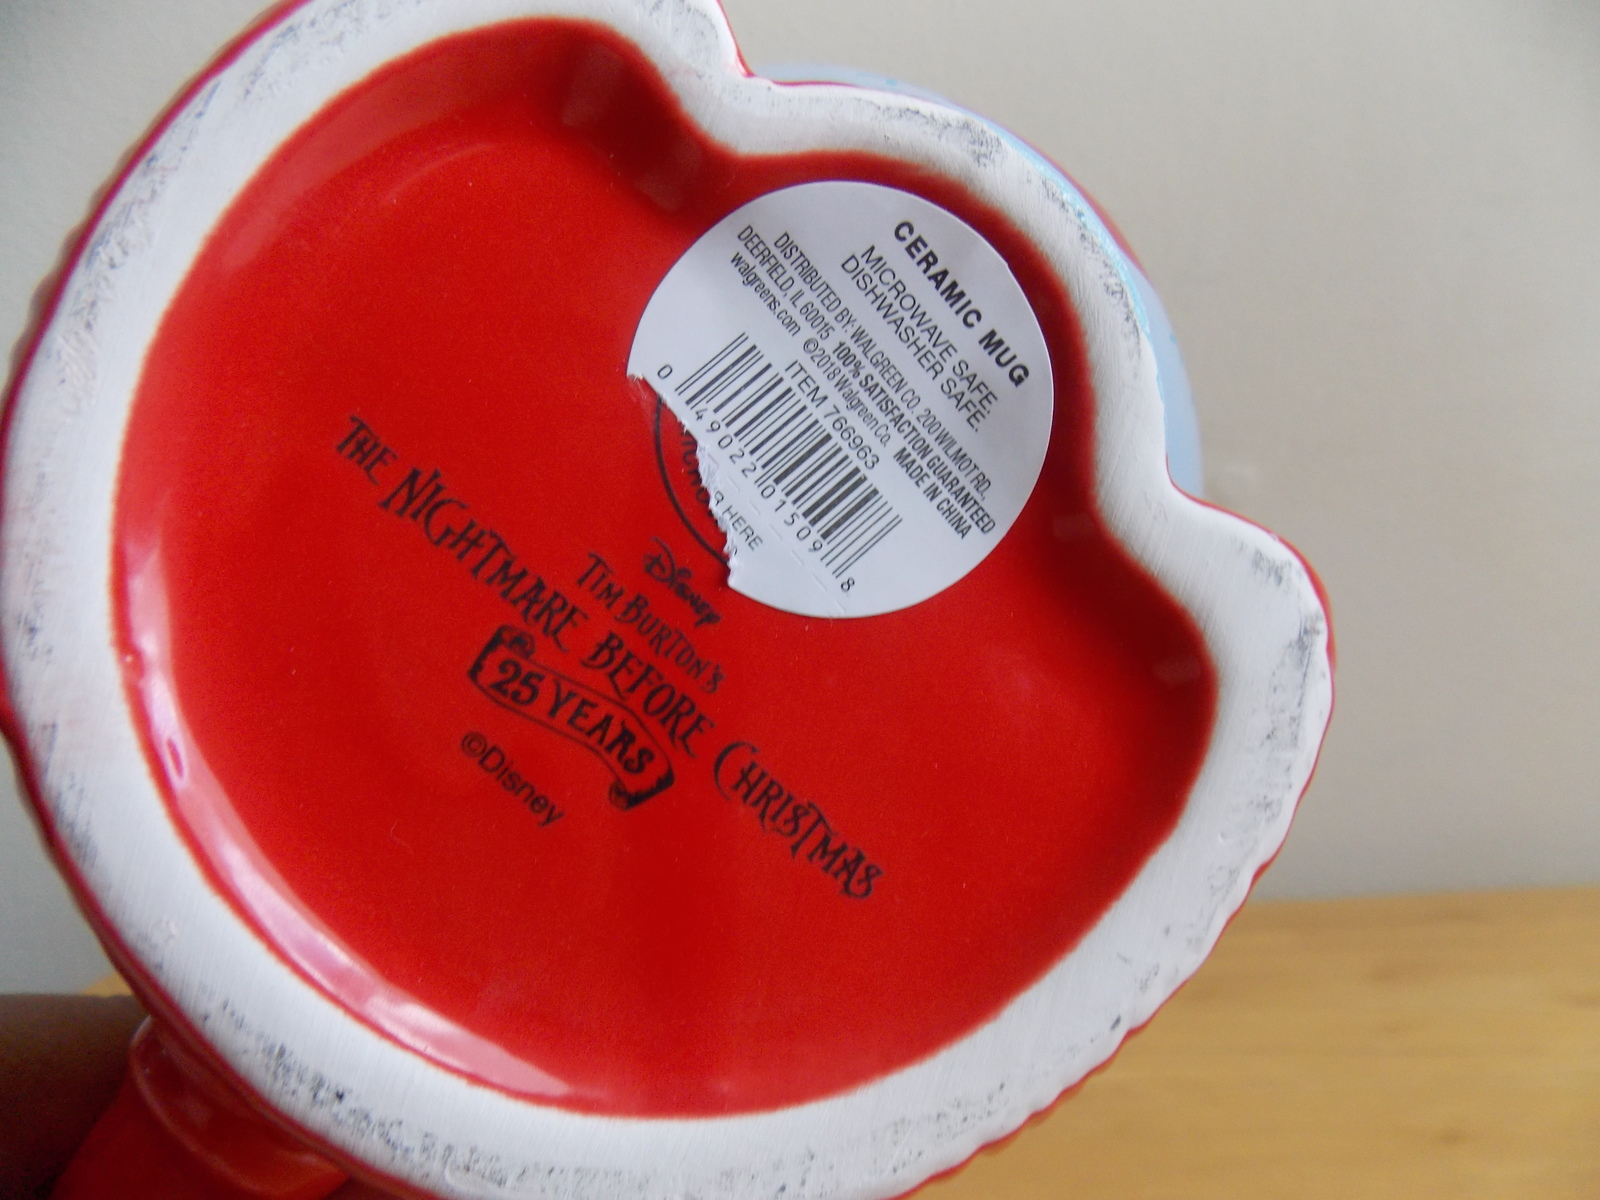 CERAMIC MUG
MICROWAVE SAFE.
DISHWASHER SAFE.
DISTRIBUTED BY: WALGREEN CO. 200 WILMOT RD.,
DEERFIELD, IL 60015 100% SATISFACTION GUARANTEED
walgreens.com ©2018 Walgreen Co. MADE IN CHINA
ITEM 766963
0 49022 01509 8
HERE
Disney
TIM BURTON'S
THE NIGHTMARE BEFORE CHRISTMAS
25 YEARS
©Disney